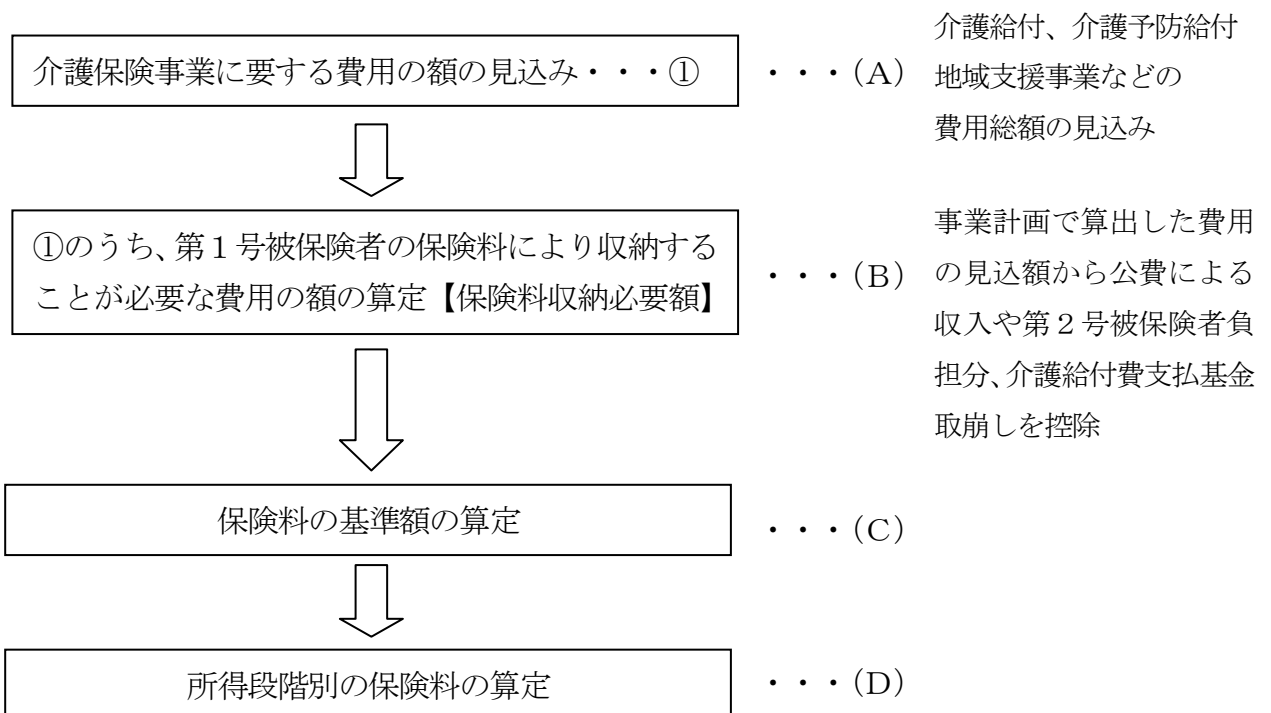 介護保険事業に要する費用の額の見込み・・・①
・・・(A)
介護給付、介護予防給付
地域支援事業などの
費用総額の見込み
①のうち、第１号被保険者の保険料により収納する
ことが必要な費用の額の算定【保険料収納必要額】
・・・(B)
事業計画で算出した費用
の見込額から公費による
収入や第２号被保険者負
担分、介護給付費支払基金
取崩しを控除
保険料の基準額の算定
・・・(C)
所得段階別の保険料の算定
・・・(D)